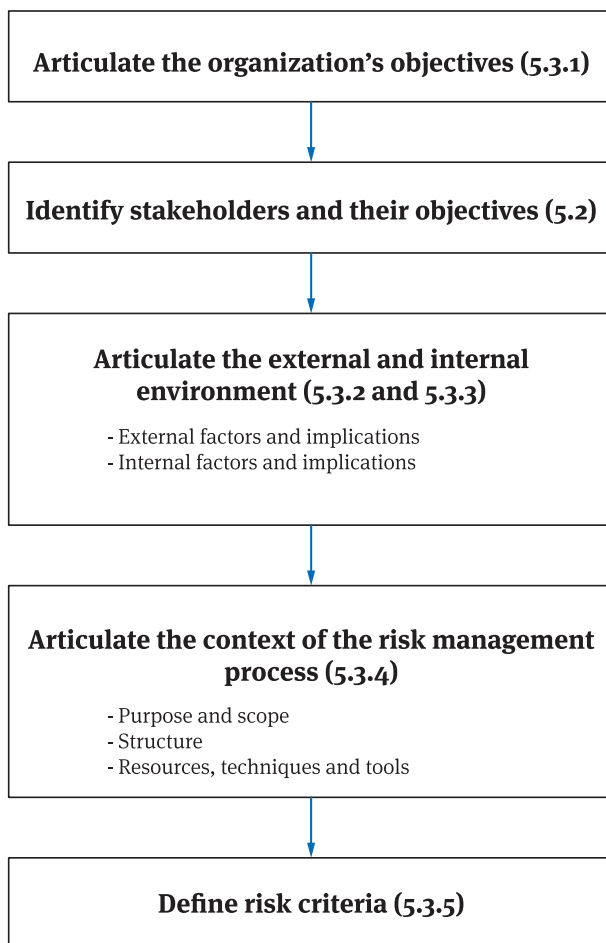 Articulate the organization’s objectives (5.3.1)
Identify stakeholders and their objectives (5.2)
Articulate the external and internal
environment (5.3.2 and 5.3.3)
- External factors and implications
- Internal factors and implications
Articulate the context of the risk management
process (5.3.4)
- Purpose and scope
- Structure
- Resources, techniques and tools
Define risk criteria (5.3.5)